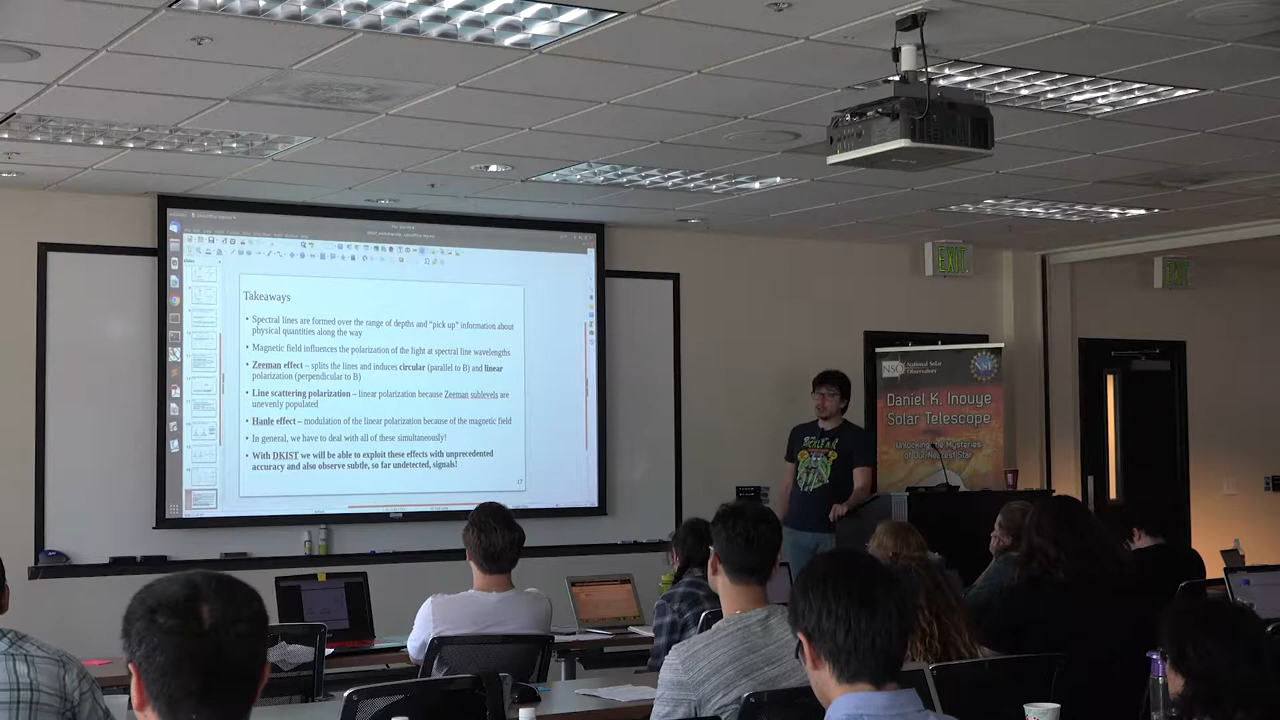 Takeaways
• Spectral lines are formed over the range of depths and "pick up" information about
physical quantities along the way
• Magnetic field influences the polarization of the light at spectral line wavelengths
• Zeeman effect – splits the lines and induces circular (parallel to B) and linear
polarization (perpendicular to B)
• Line scattering polarization – linear polarization because Zeeman sublevels are
unevenly populated
• Hanle effect – modulation of the linear polarization because of the magnetic field
• In general, we have to deal with all of these simultaneously!
• With DKIST we will be able to exploit these effects with unprecedented
accuracy and also observe subtle, so far undetected, signals!
17
EXIT
EXIT
NSO
National Solar
Observatory
NSF
Daniel K. Inouye
Solar Telescope
Unlocking the Mysteries
of Our Nearest Star
PICKLE